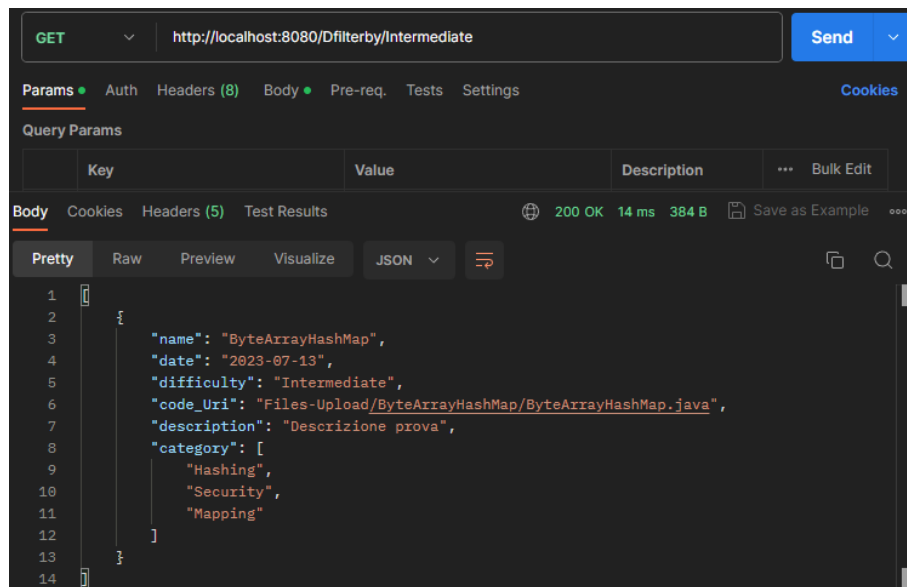 GET http://localhost:8080/Dfilterby/Intermediate Send
Params Auth Headers (8) Body Pre-req. Tests Settings Cookies
Query Params
Key Value Description ••• Bulk Edit
Body Cookies Headers (5) Test Results 200 OK 14 ms 384 B Save as Example
Pretty Raw Preview Visualize JSON
1 [
2 {
3 "name": "ByteArrayHashMap",
4 "date": "2023-07-13",
5 "difficulty": "Intermediate",
6 "code_Uri": "Files-Upload/ByteArrayHashMap/ByteArrayHashMap.java",
7 "description": "Descrizione prova",
8 "category": [
9 "Hashing",
10 "Security",
11 "Mapping"
12 ]
13 }
14 ]